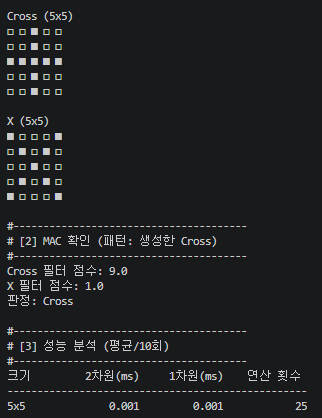 Cross (5x5)
□ □ ■ □ □
□ □ ■ □ □
■ ■ ■ ■ ■
□ □ ■ □ □
□ □ ■ □ □
X (5x5)
■ □ □ □ ■
□ ■ □ ■ □
□ □ ■ □ □
□ ■ □ ■ □
■ □ □ □ ■
#---------------------------------------
# [2] MAC 확인 (패턴: 생성한 Cross)
#---------------------------------------
Cross 필터 점수: 9.0
X 필터 점수: 1.0
판정: Cross
#---------------------------------------
# [3] 성능 분석 (평균/10회)
#---------------------------------------
크기 2차원(ms) 1차원(ms) 연산 횟수
--------------------------------------------------
5x5 0.001 0.001 25